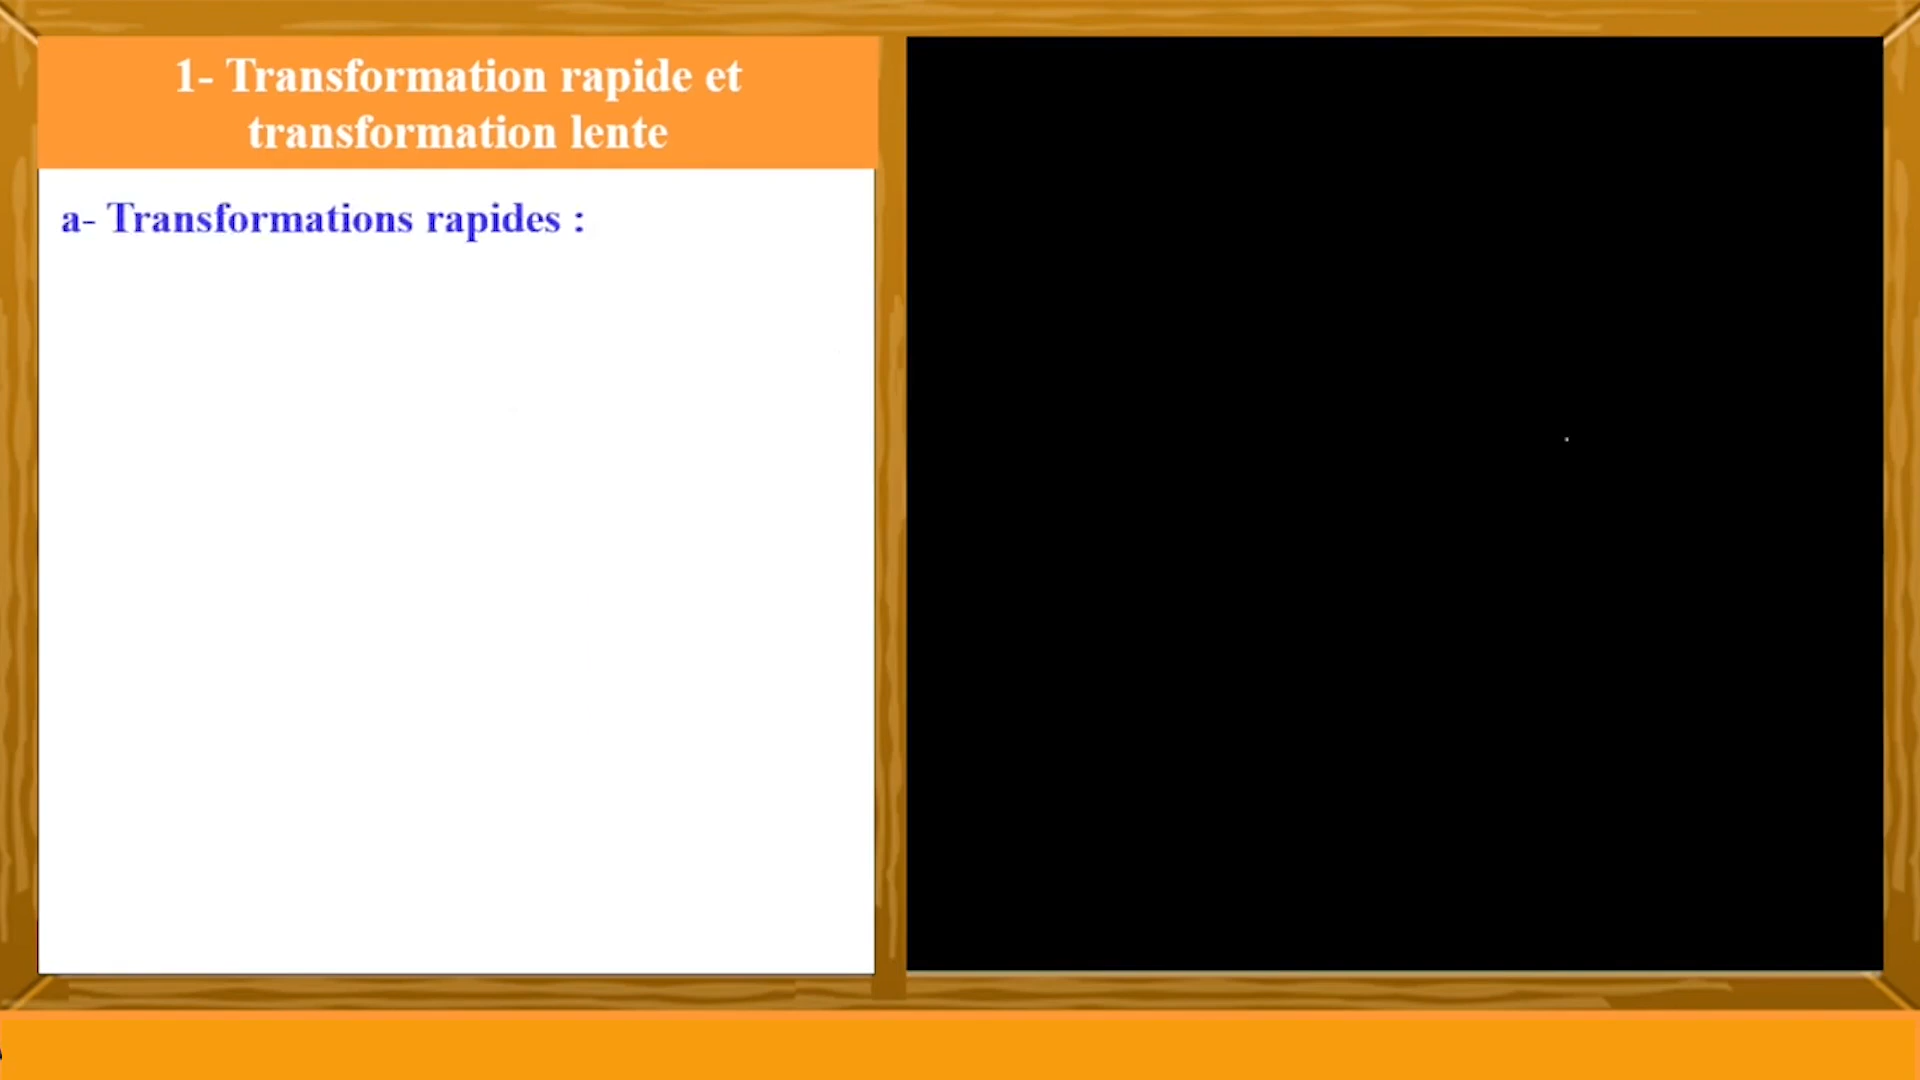 1- Transformation rapide et
transformation lente
a- Transformations rapides :